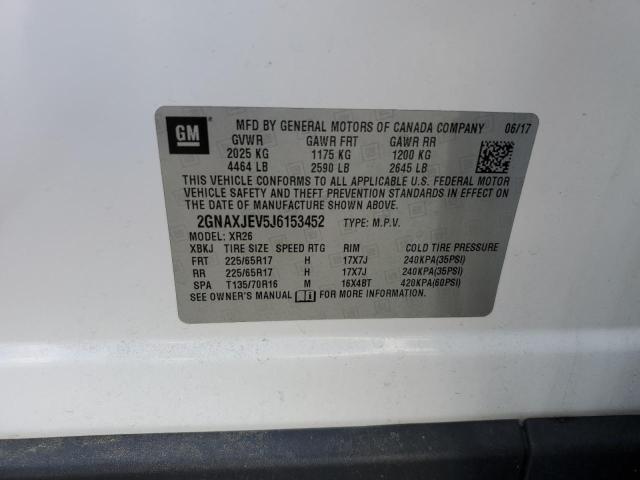 GM
MFD BY GENERAL MOTORS OF CANADA COMPANY 06/17
GVWR GAWR FRT GAWR RR
2025 KG 1175 KG 1200 KG
4464 LB 2590 LB 2645 LB
THIS VEHICLE CONFORMS TO ALL APPLICABLE U.S. FEDERAL MOTOR
VEHICLE SAFETY AND THEFT PREVENTION STANDARDS IN EFFECT ON
THE DATE OF MANUFACTURE SHOWN ABOVE.
2GNAXJEV5J6153452 TYPE: M.P.V.
MODEL: XR26
XBKJ TIRE SIZE SPEED RTG RIM COLD TIRE PRESSURE
FRT 225/65R17 H 17X7J 240KPA(35PSI)
RR 225/65R17 H 17X7J 240KPA(35PSI)
SPA T135/70R16 M 16X4BT 420KPA(60PSI)
SEE OWNER'S MANUAL FOR MORE INFORMATION.